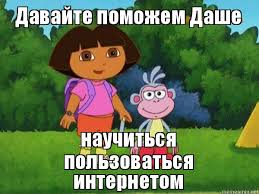 Давайте поможем Даше
научиться
пользоваться
интернетом